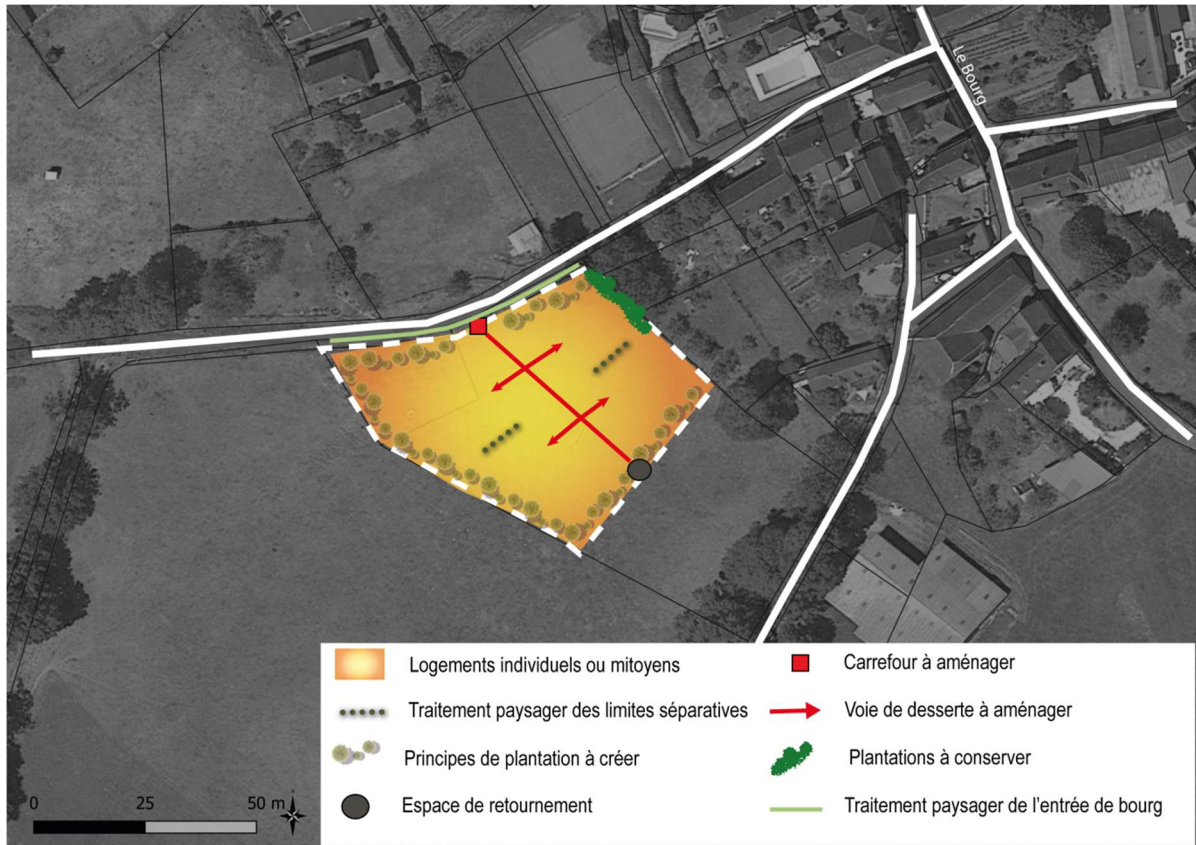 Le Bourg
Logements individuels ou mitoyens
Carrefour à aménager
Traitement paysager des limites séparatives
Voie de desserte à aménager
Principes de plantation à créer
Plantations à conserver
Espace de retournement
Traitement paysager de l'entrée de bourg
0 25 50 m